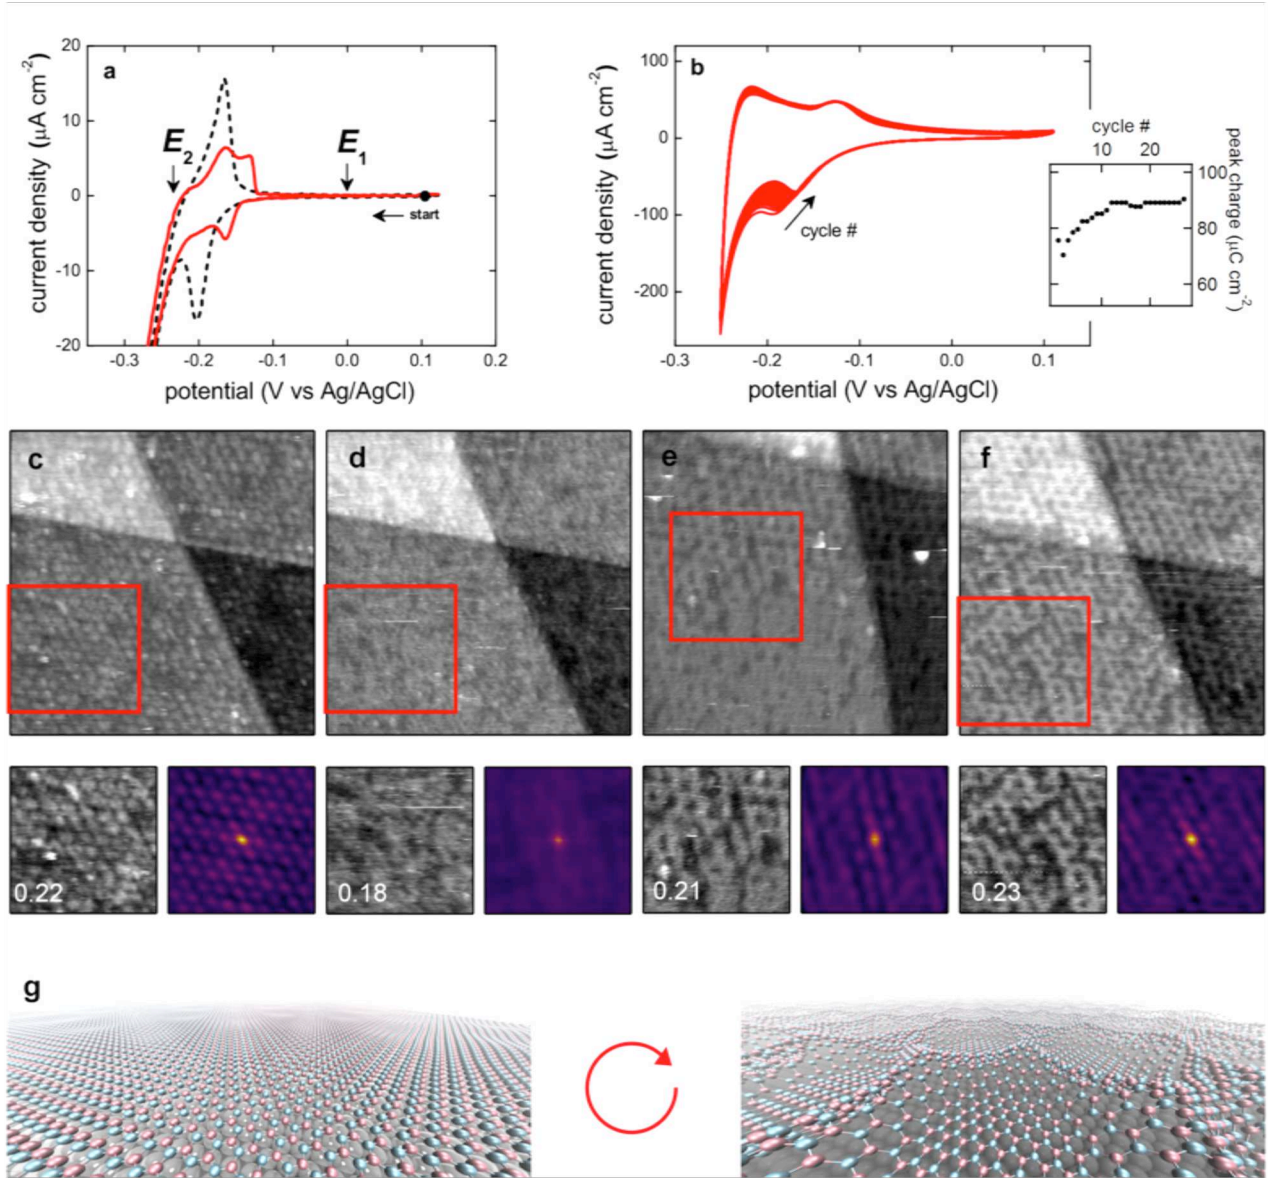 a
20
10
0
-10
-20
current density (μA cm-2)
E2
E1
start
-0.3
-0.2
-0.1
0.0
0.1
0.2
potential (V vs Ag/AgCl)
b
100
0
-100
-200
current density (μA cm-2)
cycle #
-0.3
-0.2
-0.1
0.0
0.1
potential (V vs Ag/AgCl)
cycle #
10
20
100
80
60
peak charge (μC cm-2)
c
d
e
f
0.22
0.18
0.21
0.23
g